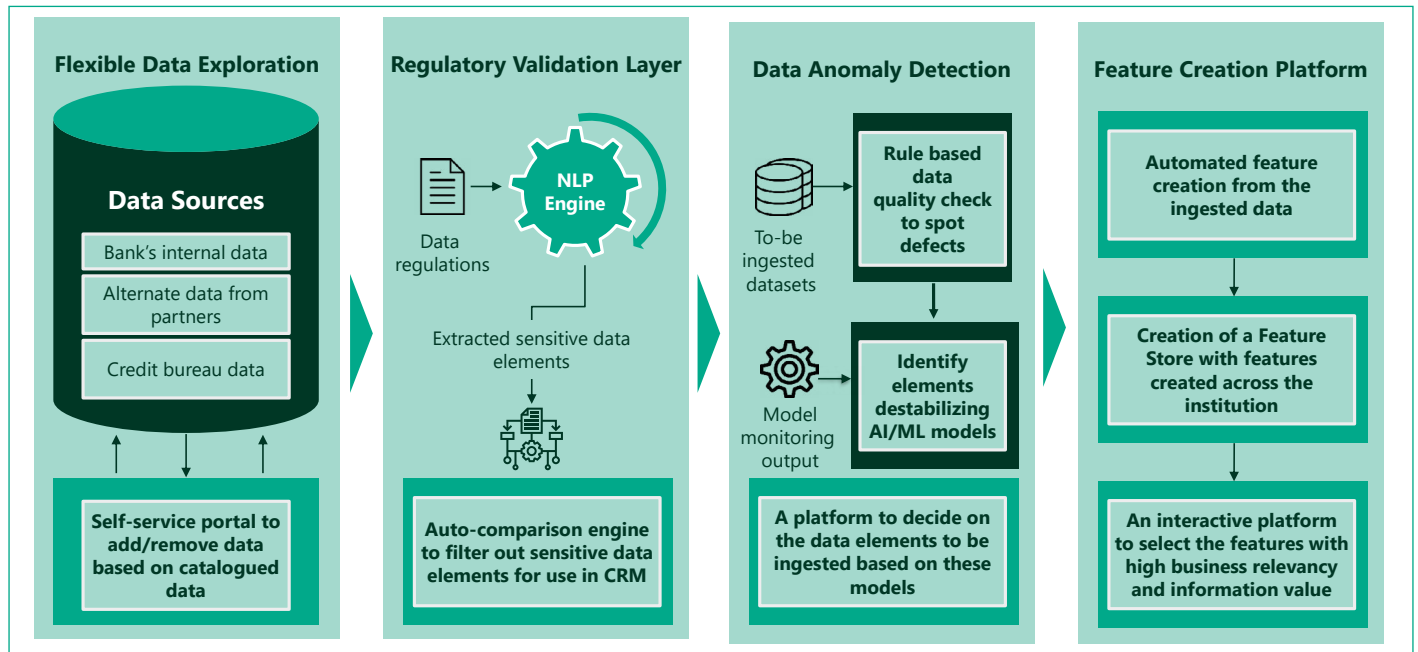 Flexible Data Exploration
Data Sources
Bank's internal data
Alternate data from
partners
Credit bureau data
Self-service portal to
add/remove data
based on catalogued
data
Regulatory Validation Layer
NLP
Engine
Data
regulations
Extracted sensitive data
elements
Auto-comparison engine
to filter out sensitive data
elements for use in CRM
Data Anomaly Detection
Rule based
data
quality check
to spot
defects
To-be
ingested
datasets
Identify
elements
destabilizing
AI/ML models
Model
monitoring
output
A platform to decide on
the data elements to be
ingested based on these
models
Feature Creation Platform
Automated feature
creation from the
ingested data
Creation of a Feature
Store with features
created across the
institution
An interactive platform
to select the features with
high business relevancy
and information value